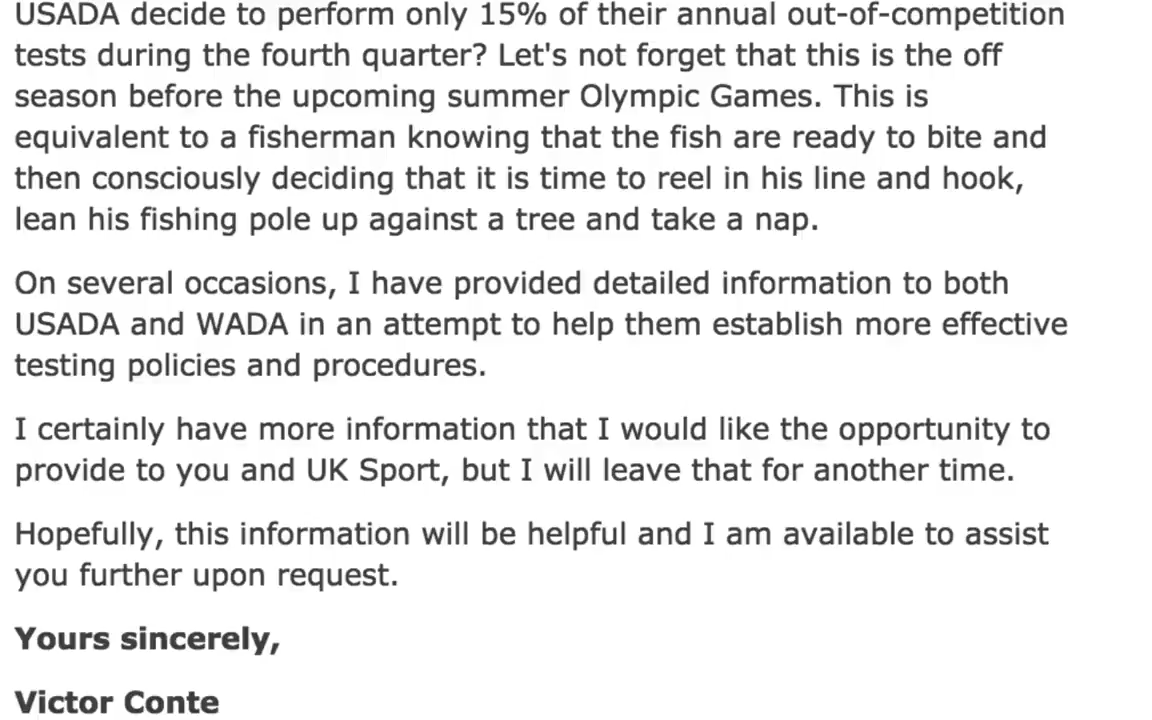 USADA decide to perform only 15% of their annual out-of-competition
tests during the fourth quarter? Let's not forget that this is the off
season before the upcoming summer Olympic Games. This is
equivalent to a fisherman knowing that the fish are ready to bite and
then consciously deciding that it is time to reel in his line and hook,
lean his fishing pole up against a tree and take a nap.
On several occasions, I have provided detailed information to both
USADA and WADA in an attempt to help them establish more effective
testing policies and procedures.
I certainly have more information that I would like the opportunity to
provide to you and UK Sport, but I will leave that for another time.
Hopefully, this information will be helpful and I am available to assist
you further upon request.
Yours sincerely,
Victor Conte